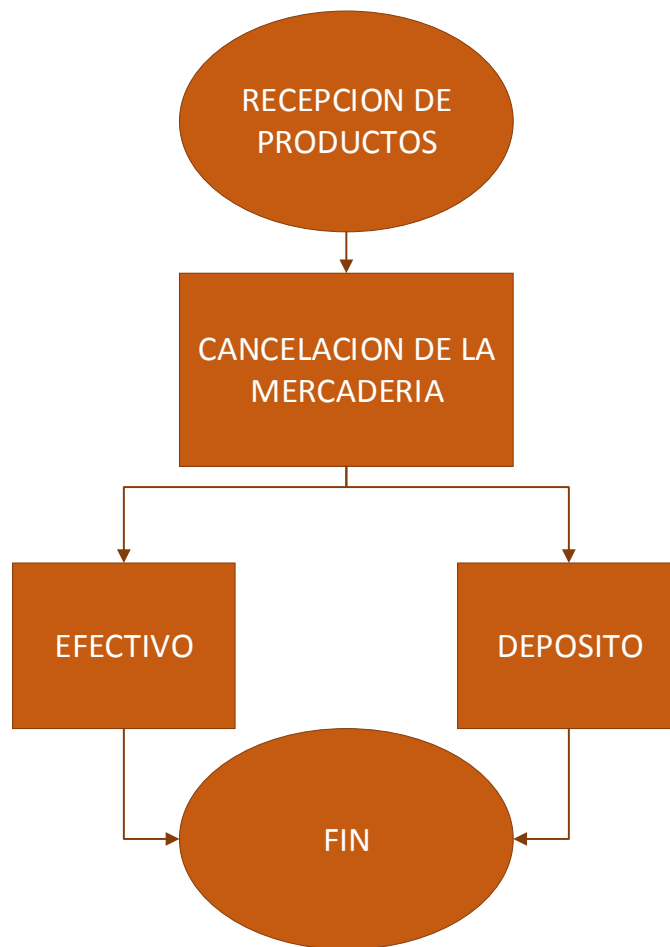 RECEPCION DE
PRODUCTOS
CANCELACION DE LA
MERCADERIA
EFECTIVO
DEPOSITO
FIN